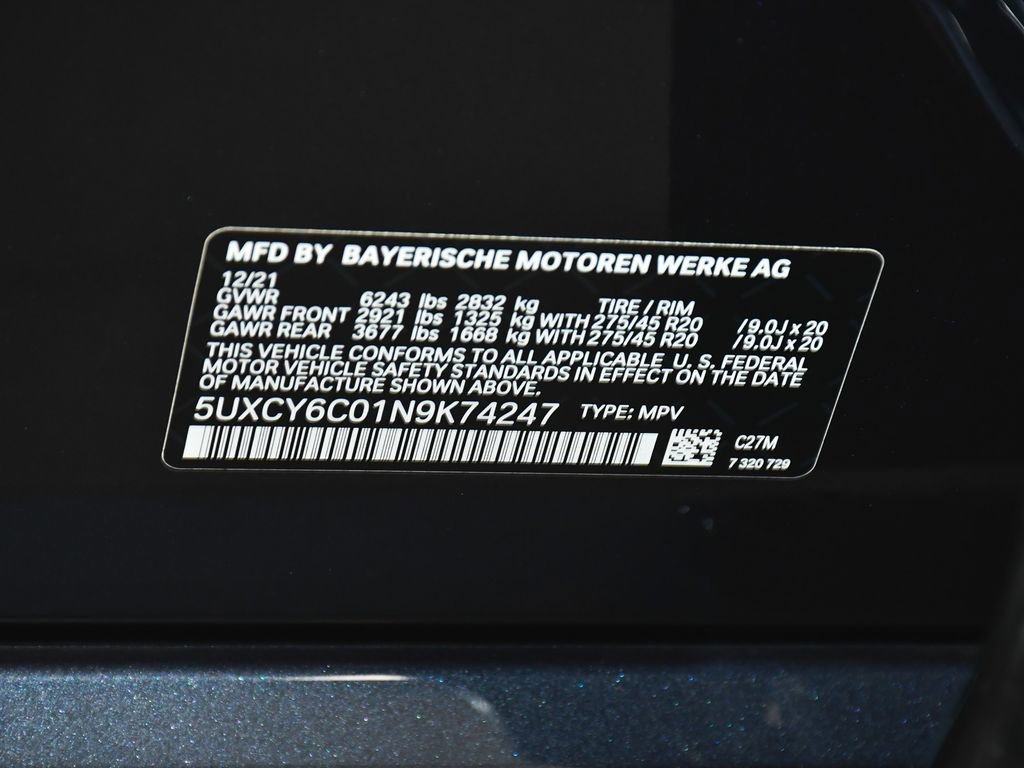 MFD BY BAYERISCHE MOTOREN WERKE AG
12/21
GVWR 6243 lbs 2832 kg TIRE / RIM
GAWR FRONT 2921 lbs 1325 kg WITH 275/45 R20 / 9.0J x 20
GAWR REAR 3677 lbs 1668 kg WITH 275/45 R20 / 9.0J x 20
THIS VEHICLE CONFORMS TO ALL APPLICABLE U. S. FEDERAL
MOTOR VEHICLE SAFETY STANDARDS IN EFFECT ON THE DATE
OF MANUFACTURE SHOWN ABOVE.
5UXCY6C01N9K74247 TYPE: MPV
C27M
7 320 729